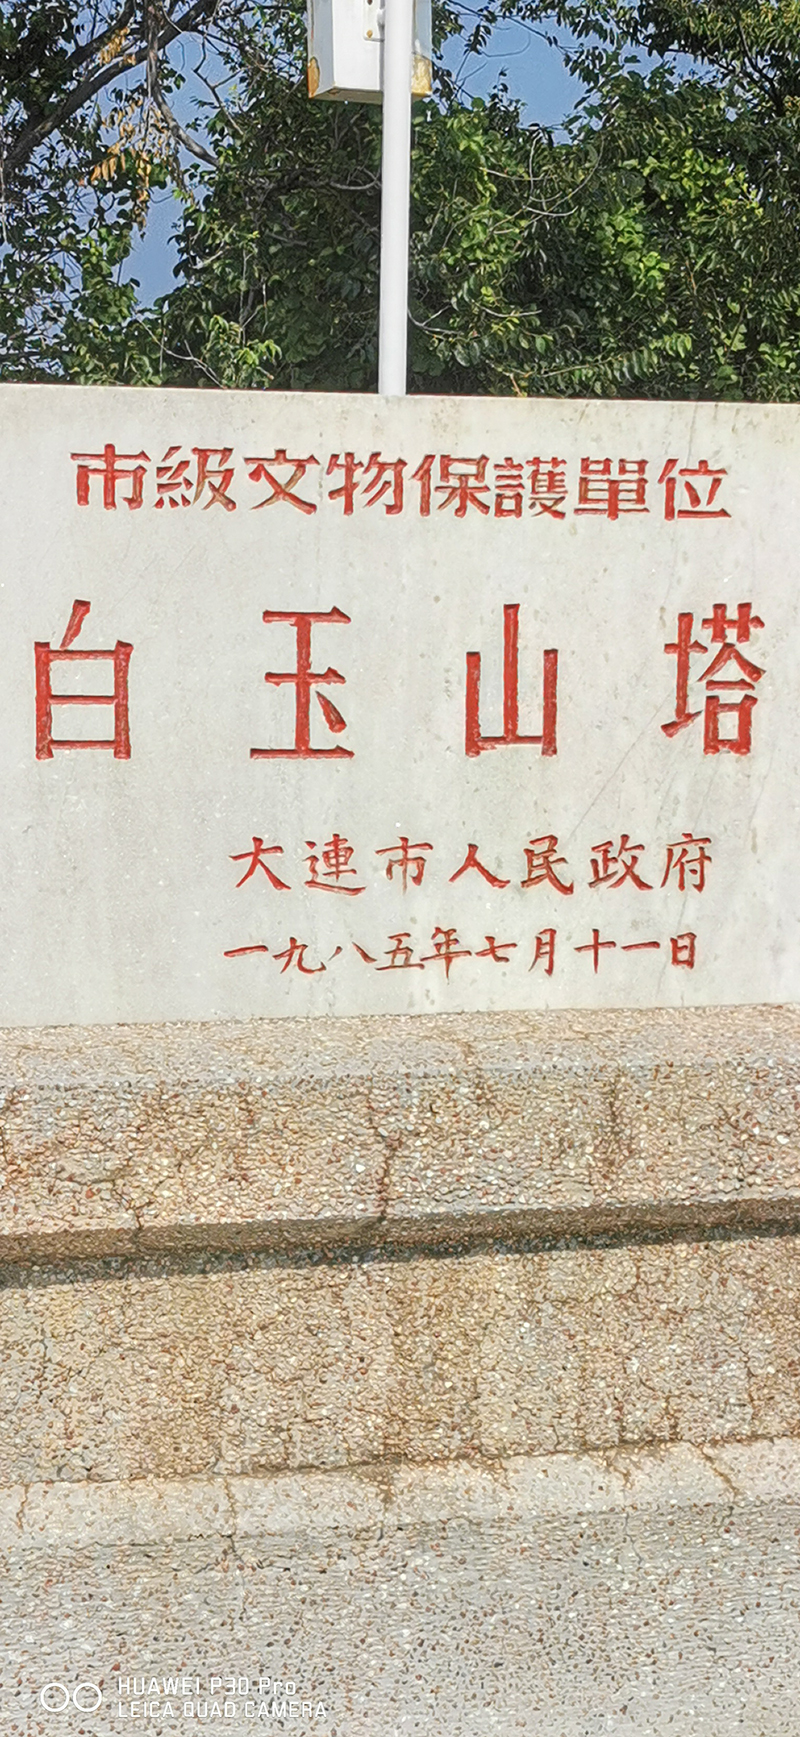 市級文物保護單位
白玉山塔
大連市人民政府
一九八五年七月十一日
HUAWEI P30 Pro
LEICA QUAD CAMERA